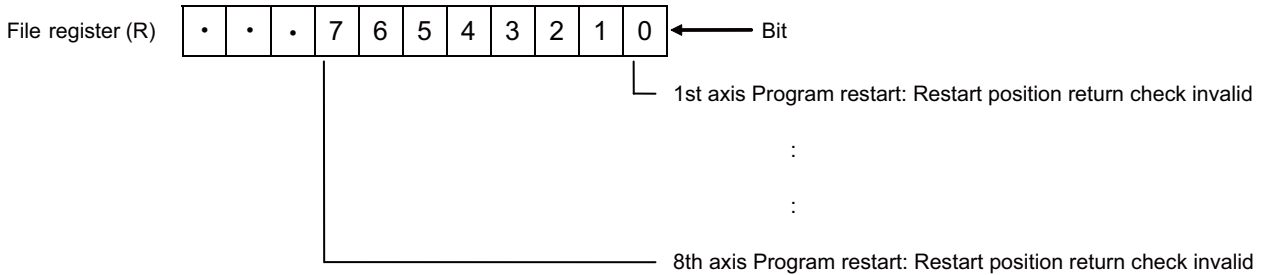 File register (R) • • • 7 6 5 4 3 2 1 0 Bit
1st axis Program restart: Restart position return check invalid
:
:
8th axis Program restart: Restart position return check invalid